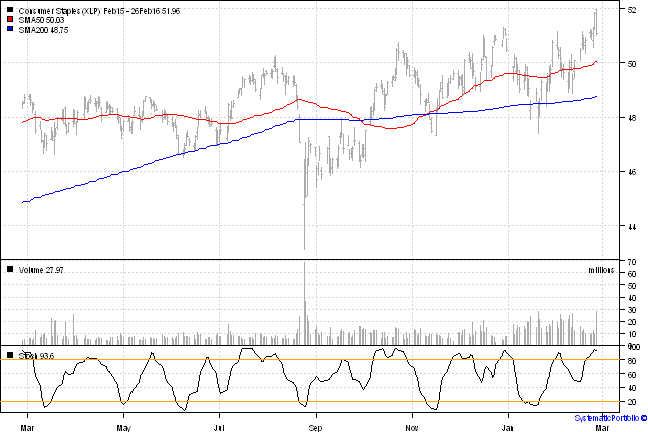 Consumer Staples (XLP) Feb15 - 26Feb16 51.96
SMA50 50.03
SMA200 48.75
52
50
48
46
44
Volume 27.97
millions
70
60
50
40
30
20
10
Stosh 93.6
100
80
60
40
20
Mar May July Sep Nov Jan Mar
SystematicPortfolio ©